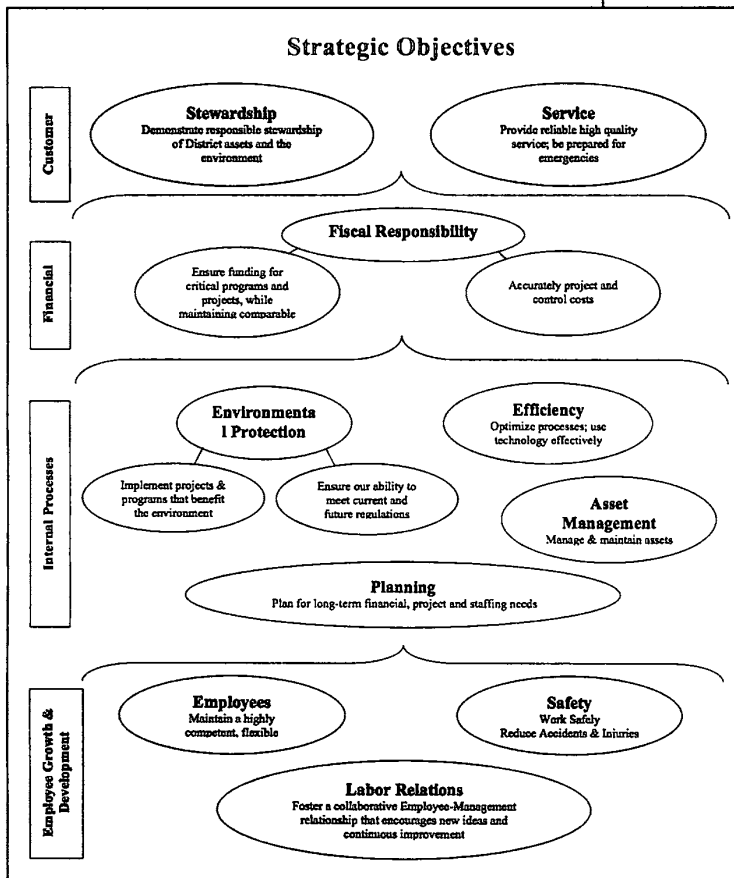 Strategic Objectives
Customer
Stewardship
Demonstrate responsible stewardship
of District assets and the
environment
Service
Provide reliable high quality
service; be prepared for
emergencies
Financial
Fiscal Responsibility
Ensure funding for
critical programs and
projects, while
maintaining comparable
Accurately project and
control costs
Internal Processes
Environmenta
l Protection
Implement projects &
programs that benefit
the environment
Ensure our ability to
meet current and
future regulations
Efficiency
Optimize processes; use
technology effectively
Asset
Management
Manage & maintain assets
Planning
Plan for long-term financial, project and staffing needs
Employee Growth &
Development
Employees
Maintain a highly
competent, flexible
Safety
Work Safely
Reduce Accidents & Injuries
Labor Relations
Foster a collaborative Employee-Management
relationship that encourages new ideas and
continuous improvement